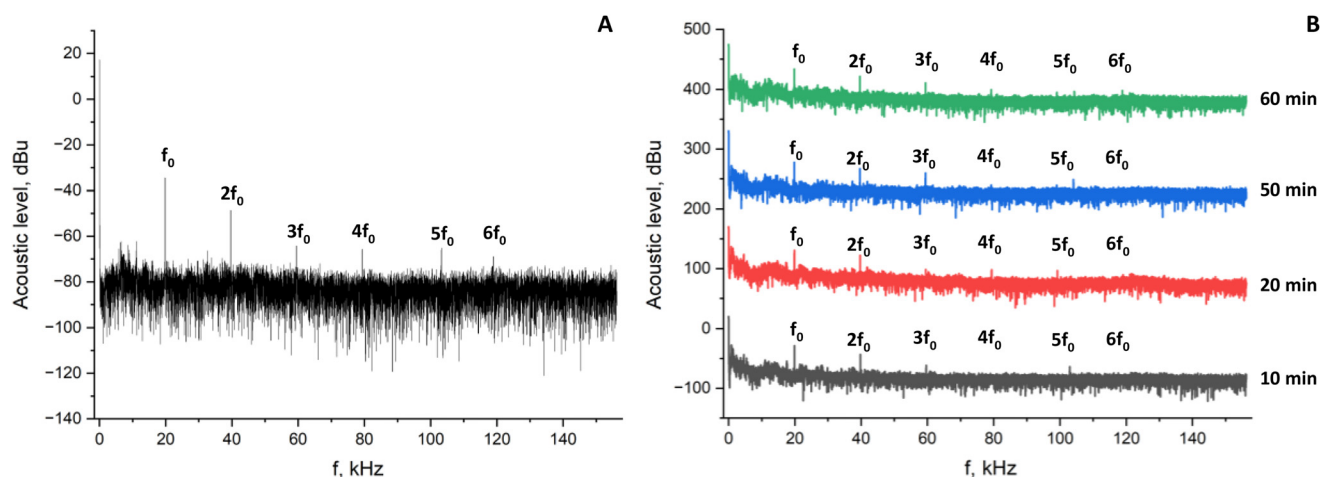 A
Acoustic level, dBu
20
0
−20
−40
−60
−80
−100
−120
−140
f₀
2f₀
3f₀
4f₀
5f₀
6f₀
0 20 40 60 80 100 120 140
f, kHz
B
Acoustic level, dBu
500
400
300
200
100
0
−100
f₀ 2f₀ 3f₀ 4f₀ 5f₀ 6f₀
60 min
f₀ 2f₀ 3f₀ 4f₀ 5f₀ 6f₀
50 min
f₀ 2f₀ 3f₀ 4f₀ 5f₀ 6f₀
20 min
f₀ 2f₀ 3f₀ 4f₀ 5f₀ 6f₀
10 min
0 20 40 60 80 100 120 140
f, kHz